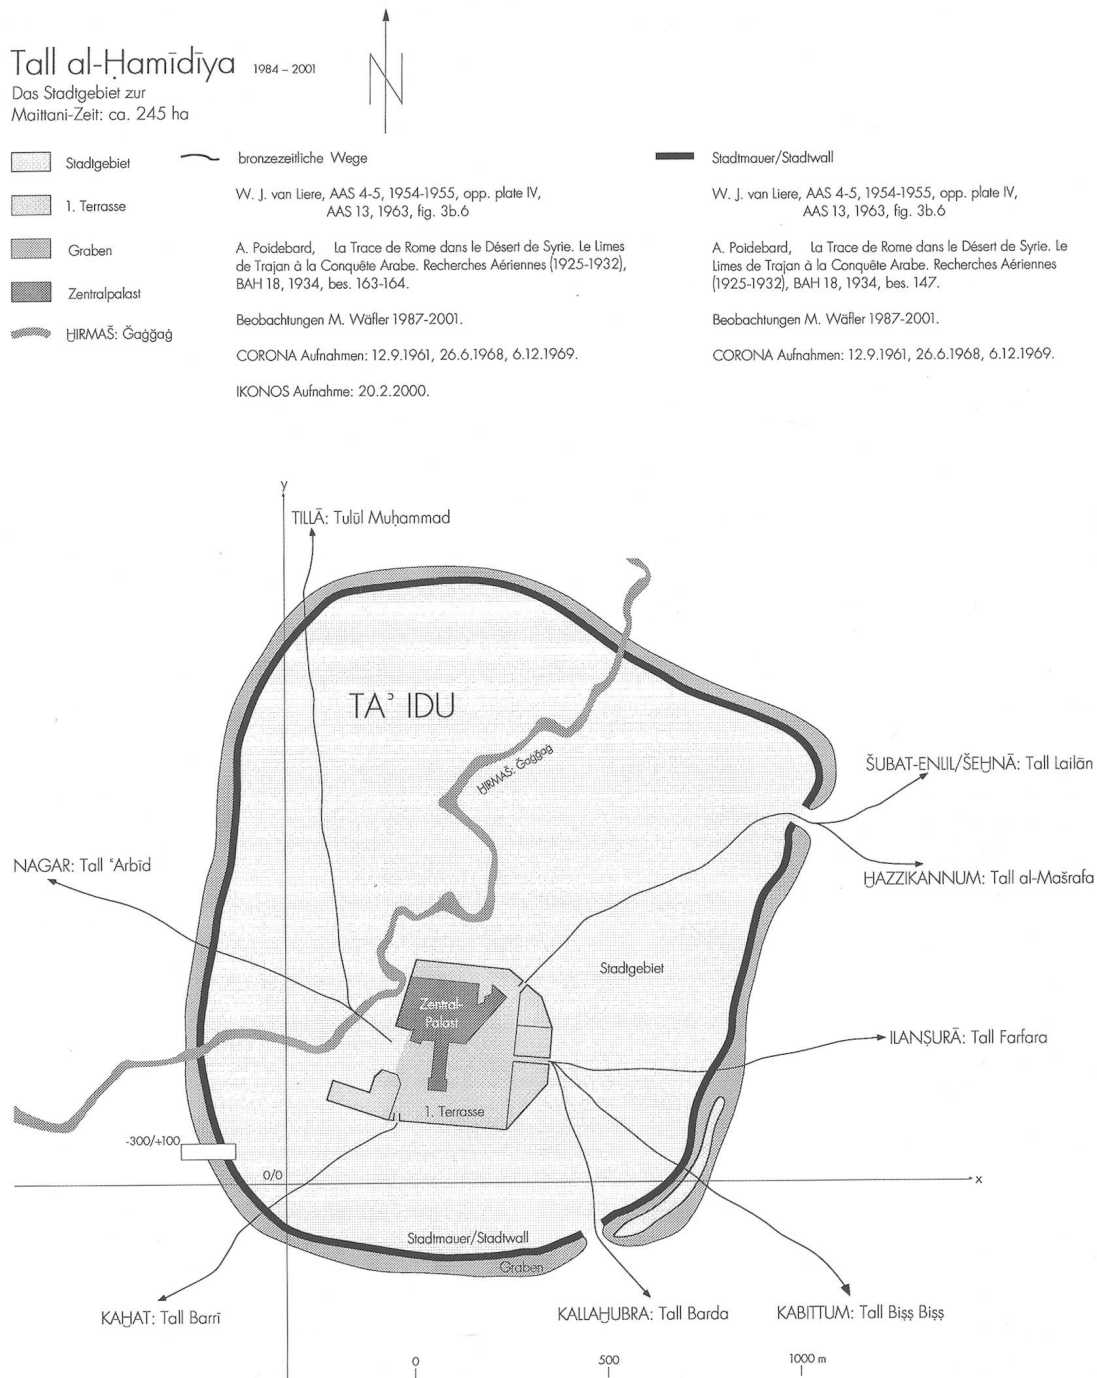 Tall al-Ḥamīdīya 1984 – 2001
Das Stadtgebiet zur
Maittani-Zeit: ca. 245 ha
N
Stadtgebiet
1. Terrasse
Graben
Zentralpalast
ḪIRMAŠ: Ǧaǧǧaġ
bronzezeitliche Wege
W. J. van Liere, AAS 4-5, 1954-1955, opp. plate IV,
AAS 13, 1963, fig. 3b.6
A. Poidebard, La Trace de Rome dans le Désert de Syrie. Le Limes
de Trajan à la Conquête Arabe. Recherches Aériennes (1925-1932),
BAH 18, 1934, bes. 163-164.
Beobachtungen M. Wäfler 1987-2001.
CORONA Aufnahmen: 12.9.1961, 26.6.1968, 6.12.1969.
IKONOS Aufnahme: 20.2.2000.
Stadtmauer/Stadtwall
W. J. van Liere, AAS 4-5, 1954-1955, opp. plate IV,
AAS 13, 1963, fig. 3b.6
A. Poidebard, La Trace de Rome dans le Désert de Syrie. Le
Limes de Trajan à la Conquête Arabe. Recherches Aériennes
(1925-1932), BAH 18, 1934, bes. 147.
Beobachtungen M. Wäfler 1987-2001.
CORONA Aufnahmen: 12.9.1961, 26.6.1968, 6.12.1969.
y
TILLĀ: Tulūl Muḥammad
TAʾIDU
ḪIRMAŠ: Ǧaǧǧaġ
ŠUBAT-ENLIL/ŠEḪNĀ: Tall Lailān
NAGAR: Tall ʿArbīd
ḪAZZIKANNUM: Tall al-Mašrafa
Stadtgebiet
Zentral-
Palast
ILANṢURĀ: Tall Farfara
1. Terrasse
-300/+100
0/0
x
Stadtmauer/Stadtwall
Graben
KAḪAT: Tall Barrī
KALLAḪUBRA: Tall Barda
KABITTUM: Tall Biṣṣ Biṣṣ
0 500 1000 m